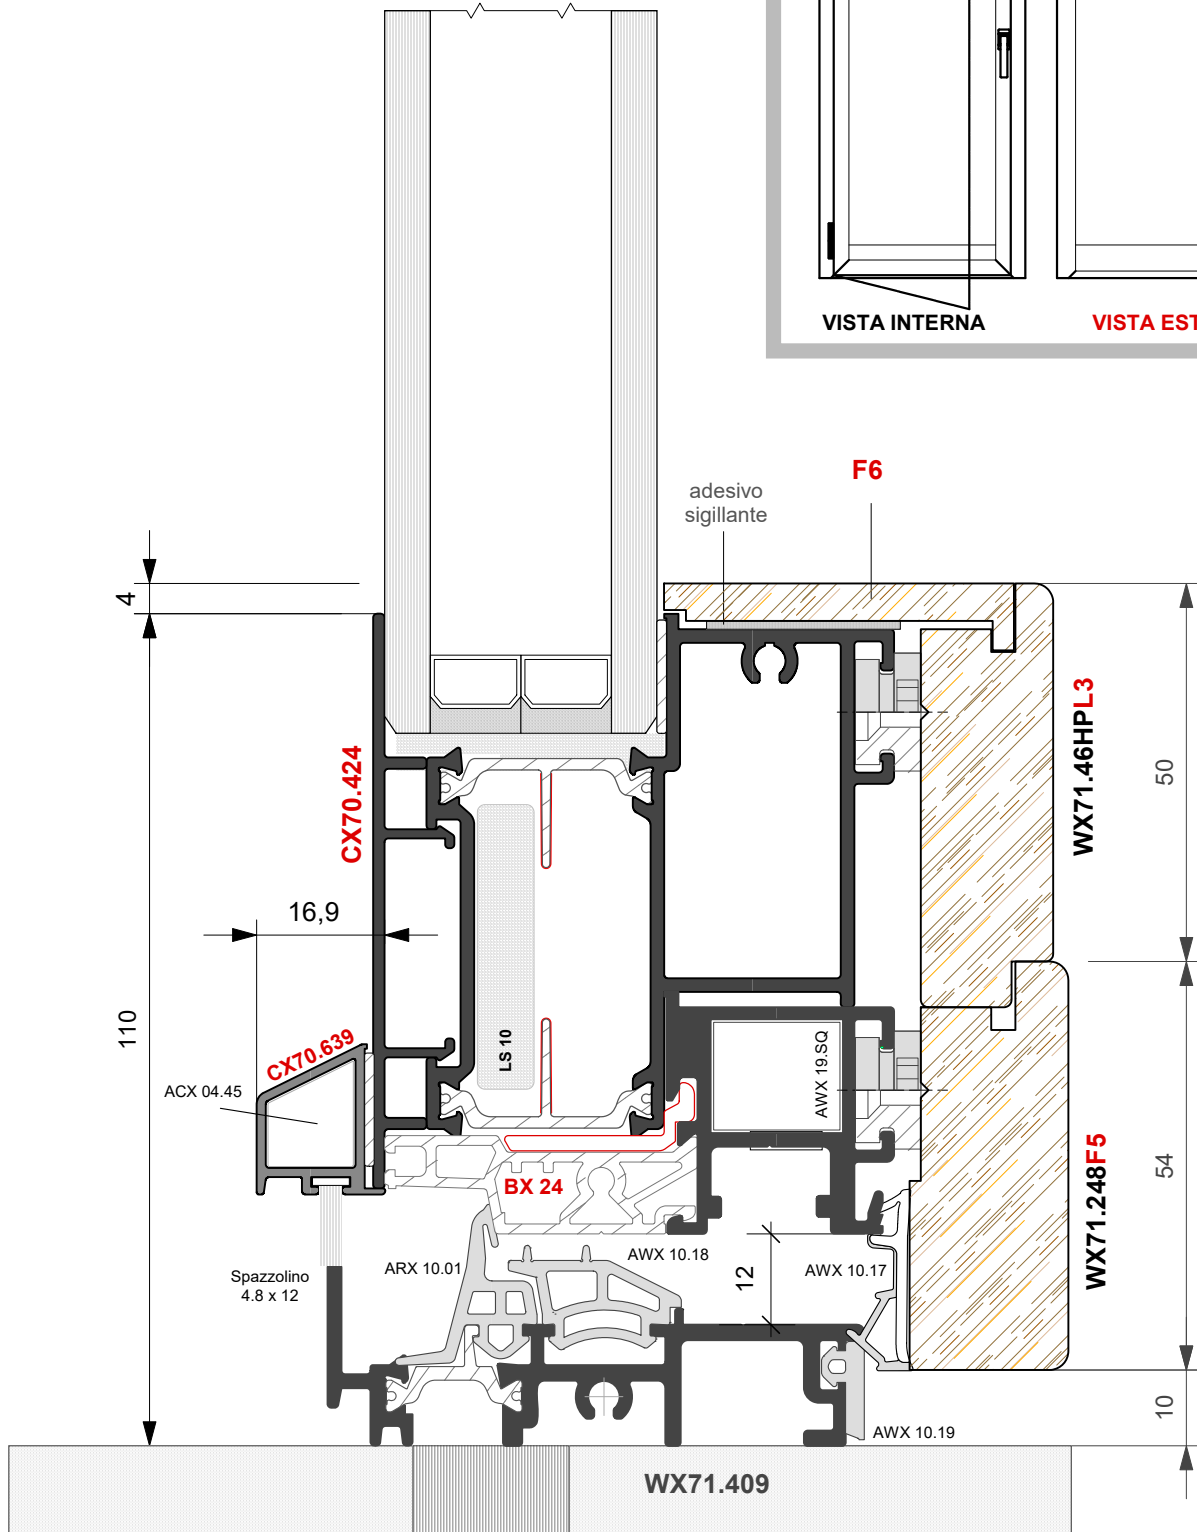 VISTA INTERNA
VISTA EST
F6
adesivo
sigillante
4
WX71.46HPL3
50
CX70.424
16,9
110
LS 10
AWX 19.SQ
CX70.639
ACX 04.45
BX 24
WX71.248F5
54
ARX 10.01
AWX 10.18
12
AWX 10.17
Spazzolino
4.8 x 12
10
AWX 10.19
WX71.409